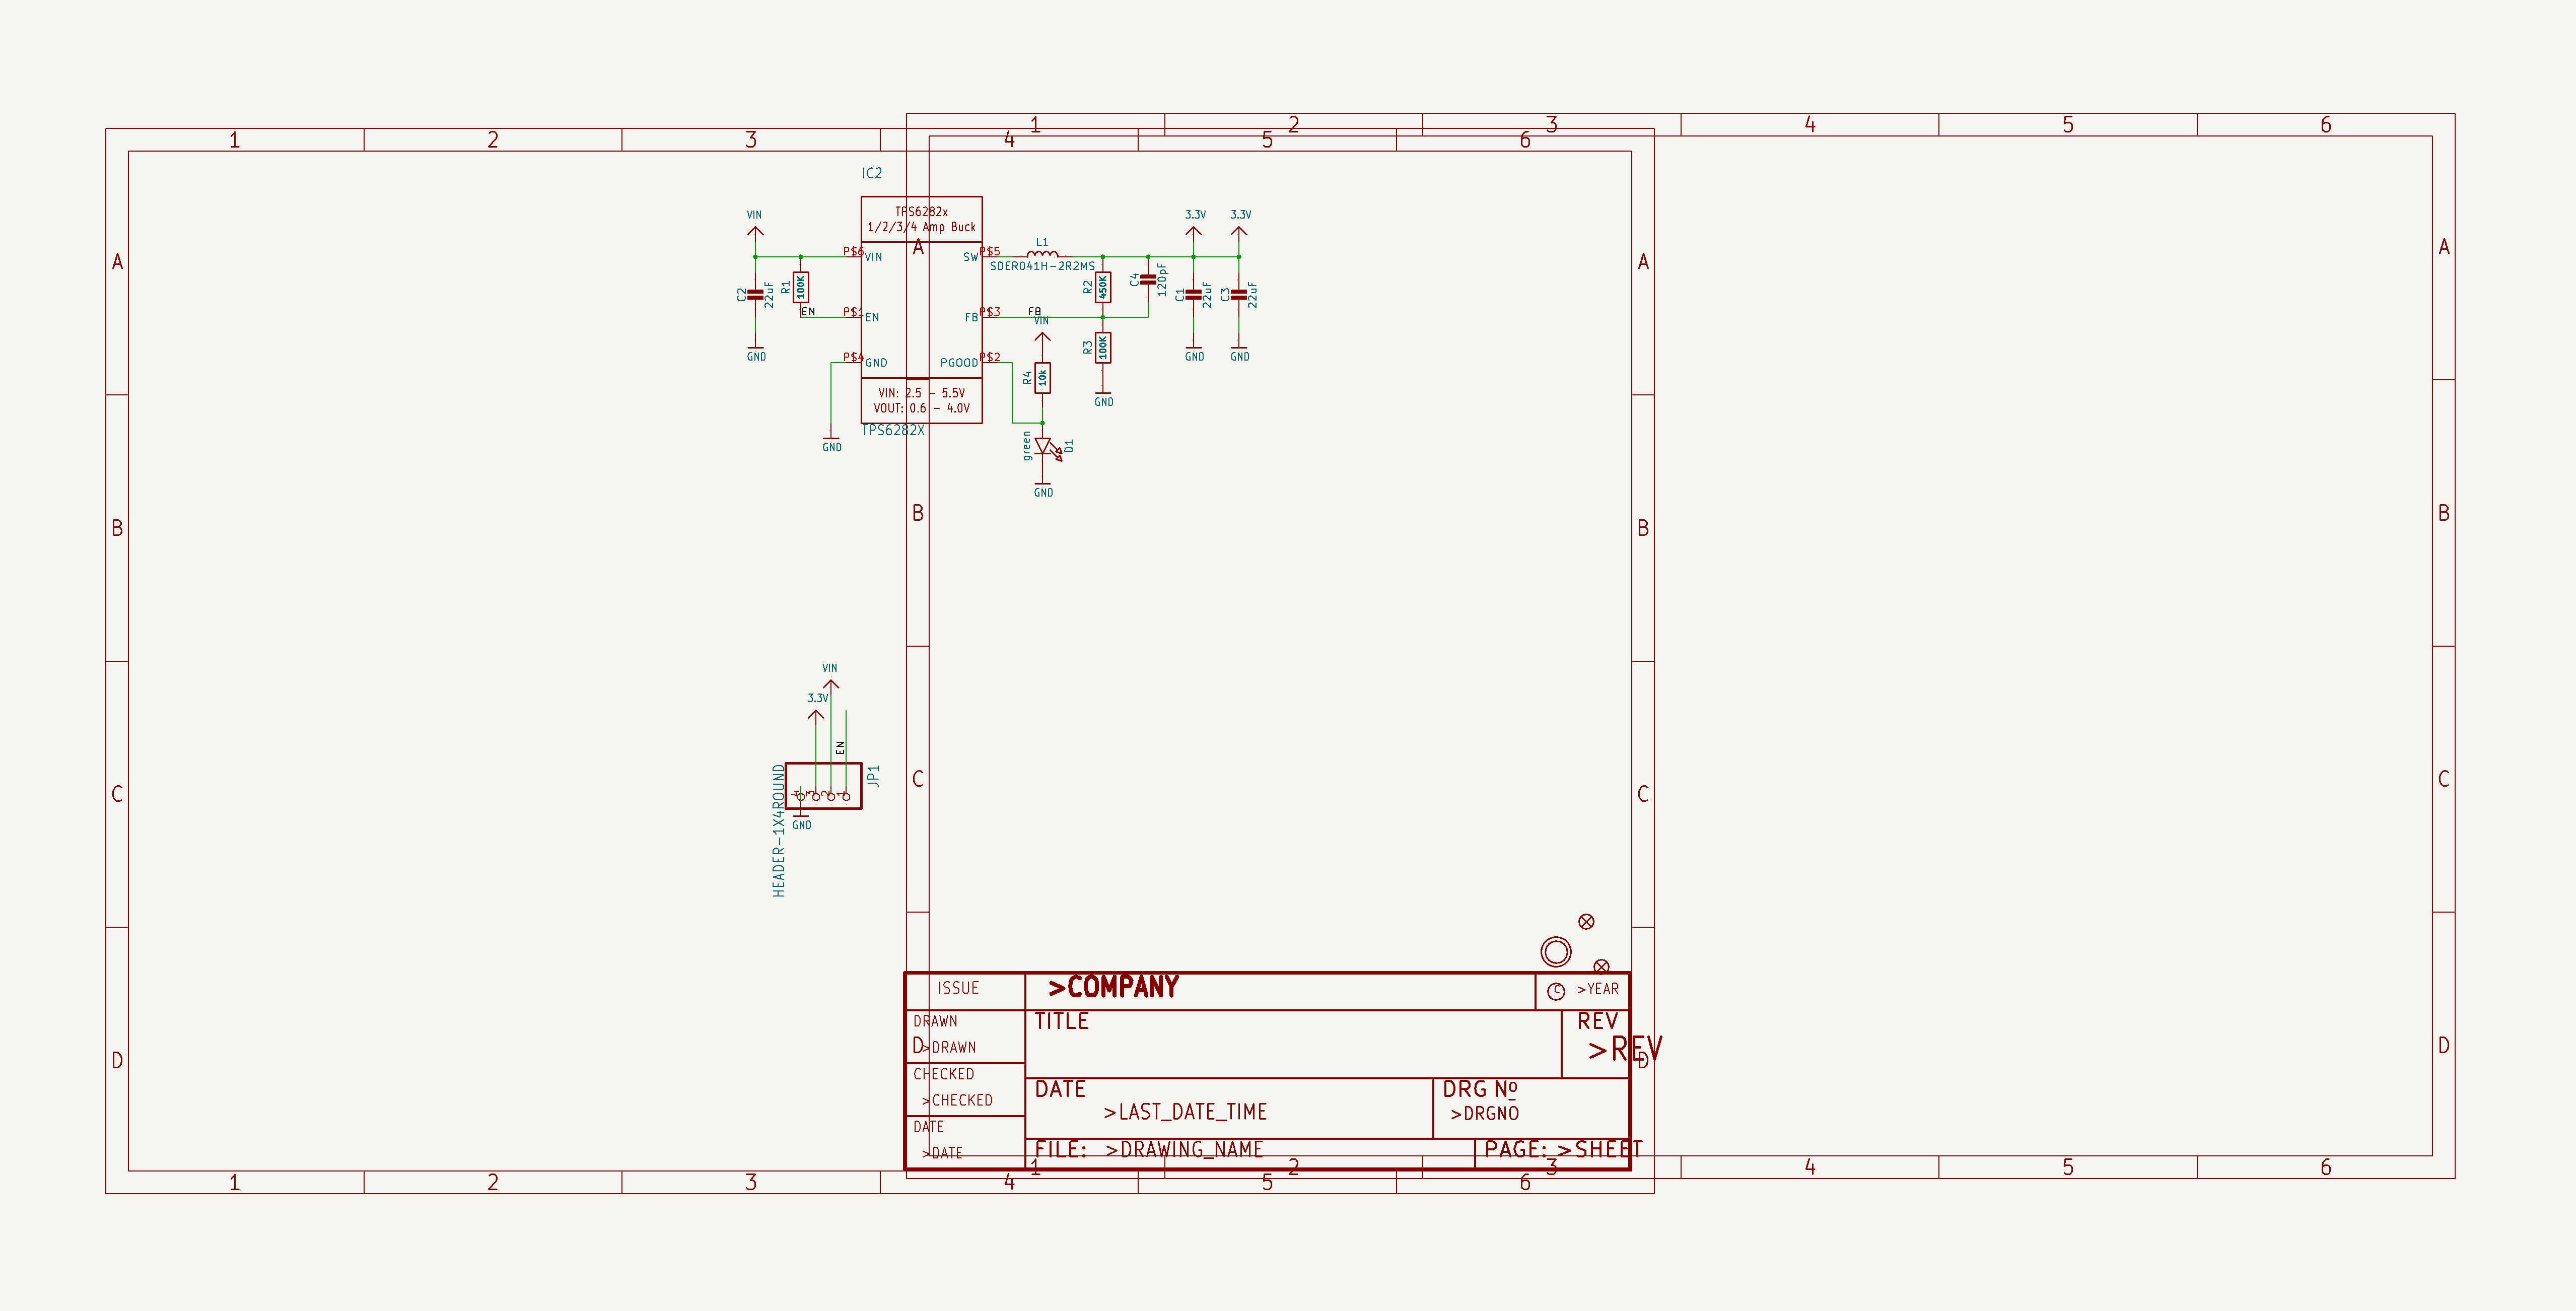 1 2 3 4 5 6
1 2 3 4 5 6
IC2
TPS6282x
1/2/3/4 Amp Buck
VIN
3.3V
3.3V
A
A
A
A
P$6
VIN
SW
P$5
L1
SDER041H-2R2MS
C2
22uF
R1
100K
EN
P$1
EN
FB
P$3
FB
VIN
R2
450K
C4
120pF
C1
22uF
C3
22uF
R3
100K
GND
GND
GND
P$4
GND
PGOOD
P$2
R4
10k
GND
VIN: 2.5 - 5.5V
VOUT: 0.6 - 4.0V
TPS6282X
GND
green
D1
GND
B
B
B
B
VIN
3.3V
EN
JP1
HEADER-1X4ROUND
4
3
2
1
GND
C
C
C
C
ISSUE
>COMPANY
C
>YEAR
DRAWN
>DRAWN
TITLE
REV
>REV
D
D
D
D
CHECKED
>CHECKED
DATE
>LAST_DATE_TIME
DRG Nº
>DRGNO
DATE
>DATE
FILE: >DRAWING_NAME
PAGE: >SHEET
1 2 3 4 5 6
1 2 3 4 5 6